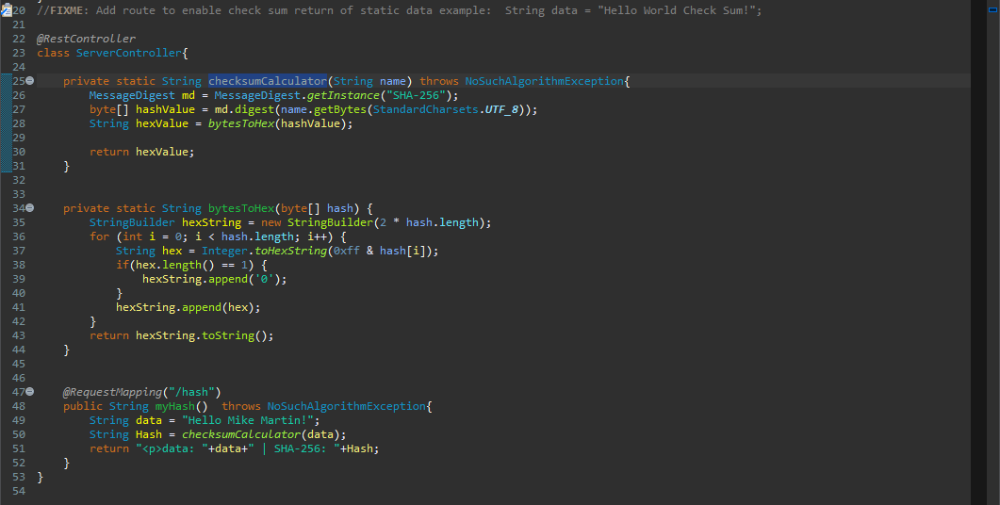 20 //FIXME: Add route to enable check sum return of static data example:  String data = "Hello World Check Sum!";
21
22 @RestController
23 class ServerController{
24
25     private static String checksumCalculator(String name) throws NoSuchAlgorithmException{
26         MessageDigest md = MessageDigest.getInstance("SHA-256");
27         byte[] hashValue = md.digest(name.getBytes(StandardCharsets.UTF_8));
28         String hexValue = bytesToHex(hashValue);
29
30         return hexValue;
31     }
32
33
34     private static String bytesToHex(byte[] hash) {
35         StringBuilder hexString = new StringBuilder(2 * hash.length);
36         for (int i = 0; i < hash.length; i++) {
37             String hex = Integer.toHexString(0xff & hash[i]);
38             if(hex.length() == 1) {
39                 hexString.append('0');
40             }
41             hexString.append(hex);
42         }
43         return hexString.toString();
44     }
45
46
47     @RequestMapping("/hash")
48     public String myHash()  throws NoSuchAlgorithmException{
49         String data = "Hello Mike Martin!";
50         String Hash = checksumCalculator(data);
51         return "<p>data: "+data+" | SHA-256: "+Hash;
52     }
53 }
54